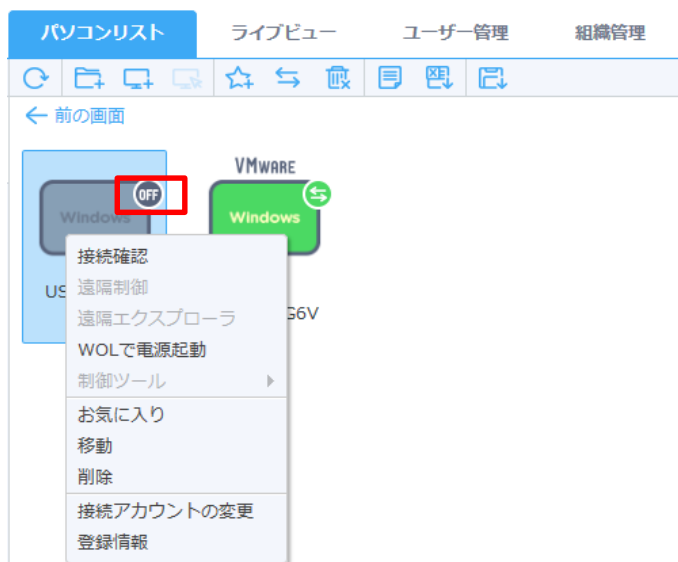 パソコンリスト ライブビュー ユーザー管理 組織管理
← 前の画面
VMWARE
OFF
Windows Windows
US
G6V
接続確認
遠隔制御
遠隔エクスプローラ
WOLで電源起動
制御ツール
お気に入り
移動
削除
接続アカウントの変更
登録情報